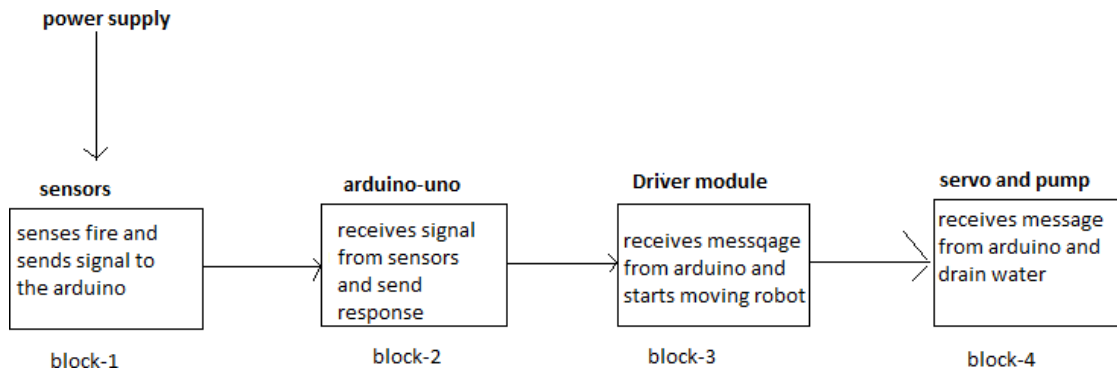 power supply
sensors
senses fire and
sends signal to
the arduino
block-1
arduino-uno
receives signal
from sensors
and send
response
block-2
Driver module
receives messqage
from arduino and
starts moving robot
block-3
servo and pump
receives message
from arduino and
drain water
block-4